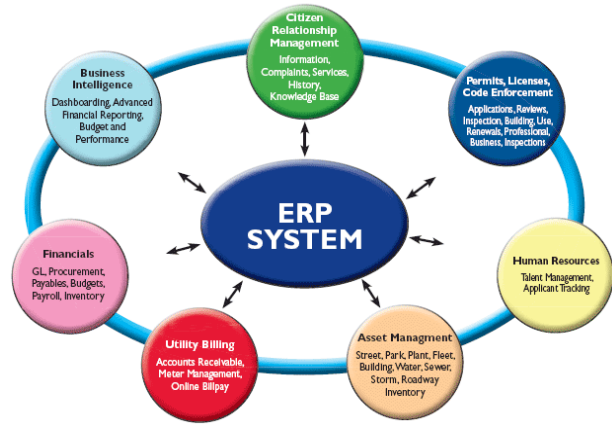 Citizen
Relationship
Management
Information,
Complaints, Services,
History,
Knowledge Base
Business
Intelligence
Dashboarding, Advanced
Financial Reporting,
Budget and
Performance
Permits, Licenses,
Code Enforcement
Applications, Reviews,
Inspection, Building, Use,
Renewals, Professional,
Business, Inspections
ERP
SYSTEM
Financials
GL, Procurement,
Payables, Budgets,
Payroll, Inventory
Human Resources
Talent Management,
Applicant Tracking
Utility Billing
Accounts Receivable,
Meter Management,
Online Billpay
Asset Managment
Street, Park, Plant, Fleet,
Building, Water, Sewer,
Storm, Roadway
Inventory